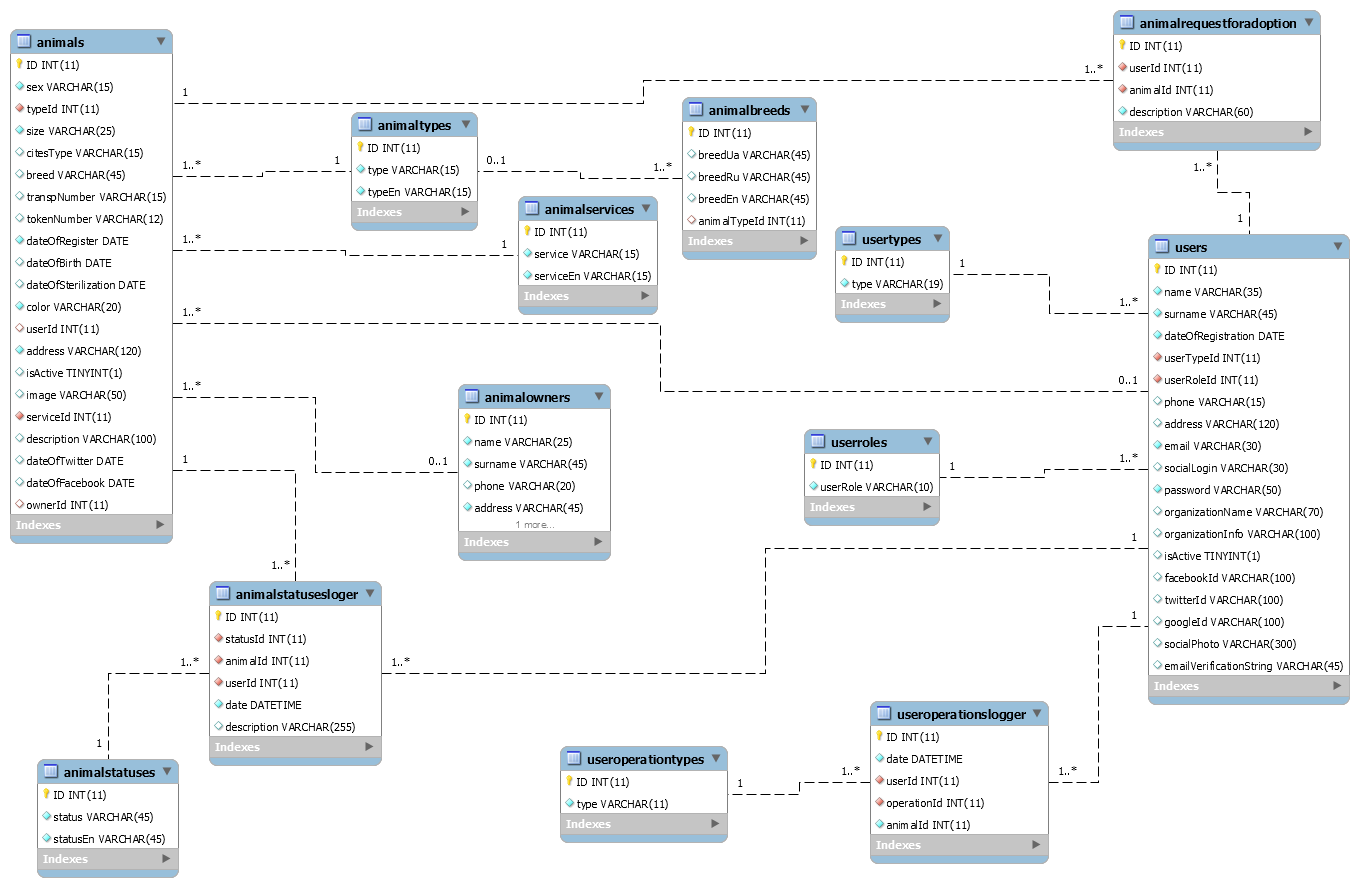 animals
ID INT(11)
sex VARCHAR(15)
typeId INT(11)
size VARCHAR(25)
citesType VARCHAR(15)
breed VARCHAR(45)
transpNumber VARCHAR(15)
tokenNumber VARCHAR(12)
dateOfRegister DATE
dateOfBirth DATE
dateOfSterilization DATE
color VARCHAR(20)
userId INT(11)
address VARCHAR(120)
isActive TINYINT(1)
image VARCHAR(50)
serviceId INT(11)
description VARCHAR(100)
dateOfTwitter DATE
dateOfFacebook DATE
ownerId INT(11)
Indexes
1
1..*
1..*
1
1..*
1
1..*
0..1
1..*
0..1
1
1..*
animaltypes
ID INT(11)
type VARCHAR(15)
typeEn VARCHAR(15)
Indexes
0..1
1..*
animalbreeds
ID INT(11)
breedUa VARCHAR(45)
breedRu VARCHAR(45)
breedEn VARCHAR(45)
animalTypeId INT(11)
Indexes
animalservices
ID INT(11)
service VARCHAR(15)
serviceEn VARCHAR(15)
Indexes
animalrequestforadoption
ID INT(11)
userId INT(11)
animalId INT(11)
description VARCHAR(60)
Indexes
1..*
1
usertypes
ID INT(11)
type VARCHAR(19)
Indexes
1
1..*
users
ID INT(11)
name VARCHAR(35)
surname VARCHAR(45)
dateOfRegistration DATE
userTypeId INT(11)
userRoleId INT(11)
phone VARCHAR(15)
address VARCHAR(120)
email VARCHAR(30)
socialLogin VARCHAR(30)
password VARCHAR(50)
organizationName VARCHAR(70)
organizationInfo VARCHAR(100)
isActive TINYINT(1)
facebookId VARCHAR(100)
twitterId VARCHAR(100)
googleId VARCHAR(100)
socialPhoto VARCHAR(300)
emailVerificationString VARCHAR(45)
Indexes
animalowners
ID INT(11)
name VARCHAR(25)
surname VARCHAR(45)
phone VARCHAR(20)
address VARCHAR(45)
1 more...
Indexes
userroles
ID INT(11)
userRole VARCHAR(10)
Indexes
1
1..*
animalstatusesloger
ID INT(11)
statusId INT(11)
animalId INT(11)
userId INT(11)
date DATETIME
description VARCHAR(255)
Indexes
1..*
1
1..*
1
animalstatuses
ID INT(11)
status VARCHAR(45)
statusEn VARCHAR(45)
Indexes
useroperationtypes
ID INT(11)
type VARCHAR(11)
Indexes
1
1..*
useroperationslogger
ID INT(11)
date DATETIME
userId INT(11)
operationId INT(11)
animalId INT(11)
Indexes
1..*
1